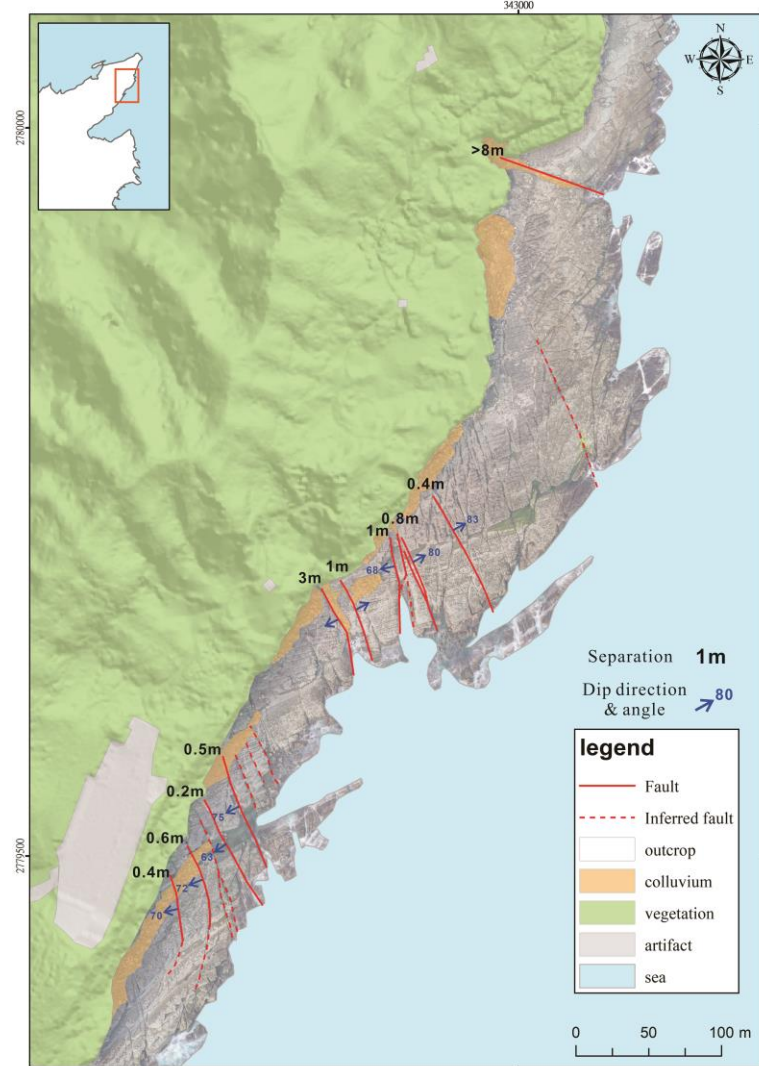 343000
N
W E
S
2780000
>8m
0.4m
0.8m
83
1m
80
68
1m
3m
Separation 1m
Dip direction
& angle 80
0.5m
legend
0.2m
Fault
75
Inferred fault
0.6m
63
outcrop
2779500
0.4m
72
colluvium
70
vegetation
artifact
sea
0 50 100 m